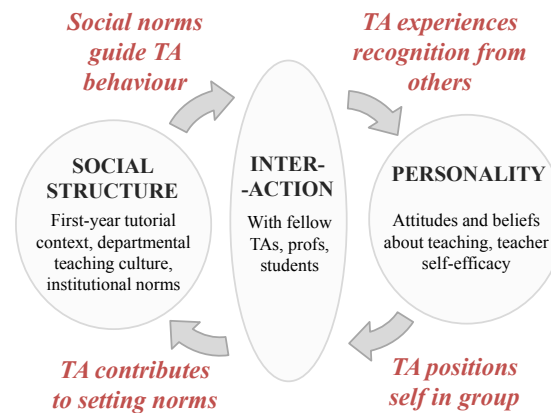 Social norms
guide TA
behaviour
TA experiences
recognition from
others
SOCIAL
STRUCTURE
First-year tutorial
context, departmental
teaching culture,
institutional norms
INTER-
-ACTION
With fellow
TAs, profs,
students
PERSONALITY
Attitudes and beliefs
about teaching, teacher
self-efficacy
TA contributes
to setting norms
TA positions
self in group